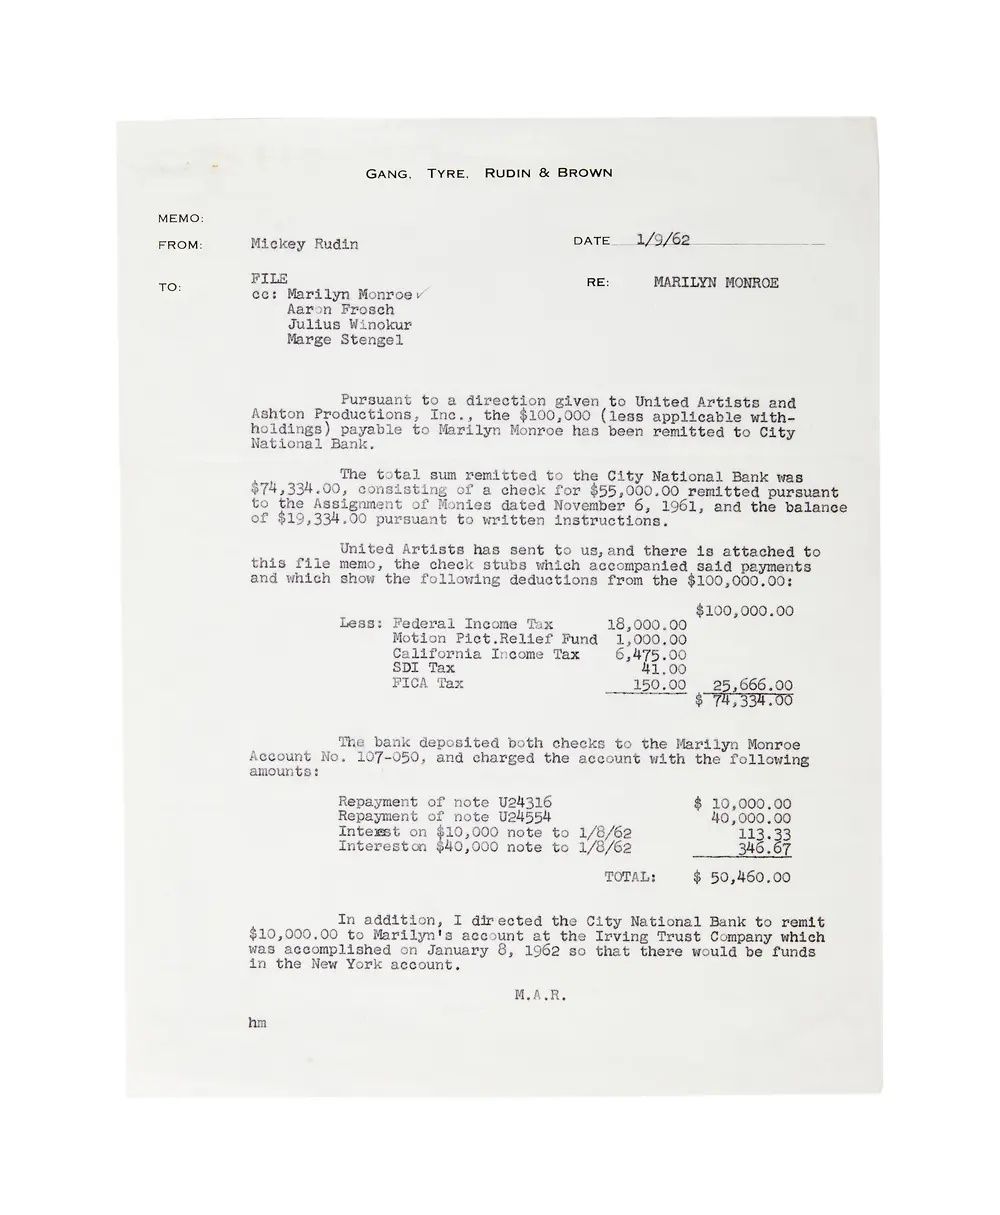 GANG, TYRE, RUDIN & BROWN
MEMO:
FROM: Mickey Rudin DATE 1/9/62
TO: FILE RE: MARILYN MONROE
cc: Marilyn Monroe ✓
Aaron Frosch
Julius Winokur
Marge Stengel
Pursuant to a direction given to United Artists and
Ashton Productions, Inc., the $100,000 (less applicable with-
holdings) payable to Marilyn Monroe has been remitted to City
National Bank.
The total sum remitted to the City National Bank was
$74,334.00, consisting of a check for $55,000.00 remitted pursuant
to the Assignment of Monies dated November 6, 1961, and the balance
of $19,334.00 pursuant to written instructions.
United Artists has sent to us, and there is attached to
this file memo, the check stubs which accompanied said payments
and which show the following deductions from the $100,000.00:
$100,000.00
Less: Federal Income Tax 18,000.00
Motion Pict.Relief Fund 1,000.00
California Income Tax 6,475.00
SDI Tax 41.00
FICA Tax 150.00 25,666.00
$ 74,334.00
The bank deposited both checks to the Marilyn Monroe
Account No. 107-050, and charged the account with the following
amounts:
Repayment of note U24316 $ 10,000.00
Repayment of note U24554 40,000.00
Interest on $10,000 note to 1/8/62 113.33
Interest on $40,000 note to 1/8/62 346.67
TOTAL: $ 50,460.00
In addition, I directed the City National Bank to remit
$10,000.00 to Marilyn's account at the Irving Trust Company which
was accomplished on January 8, 1962 so that there would be funds
in the New York account.
M.A.R.
hm